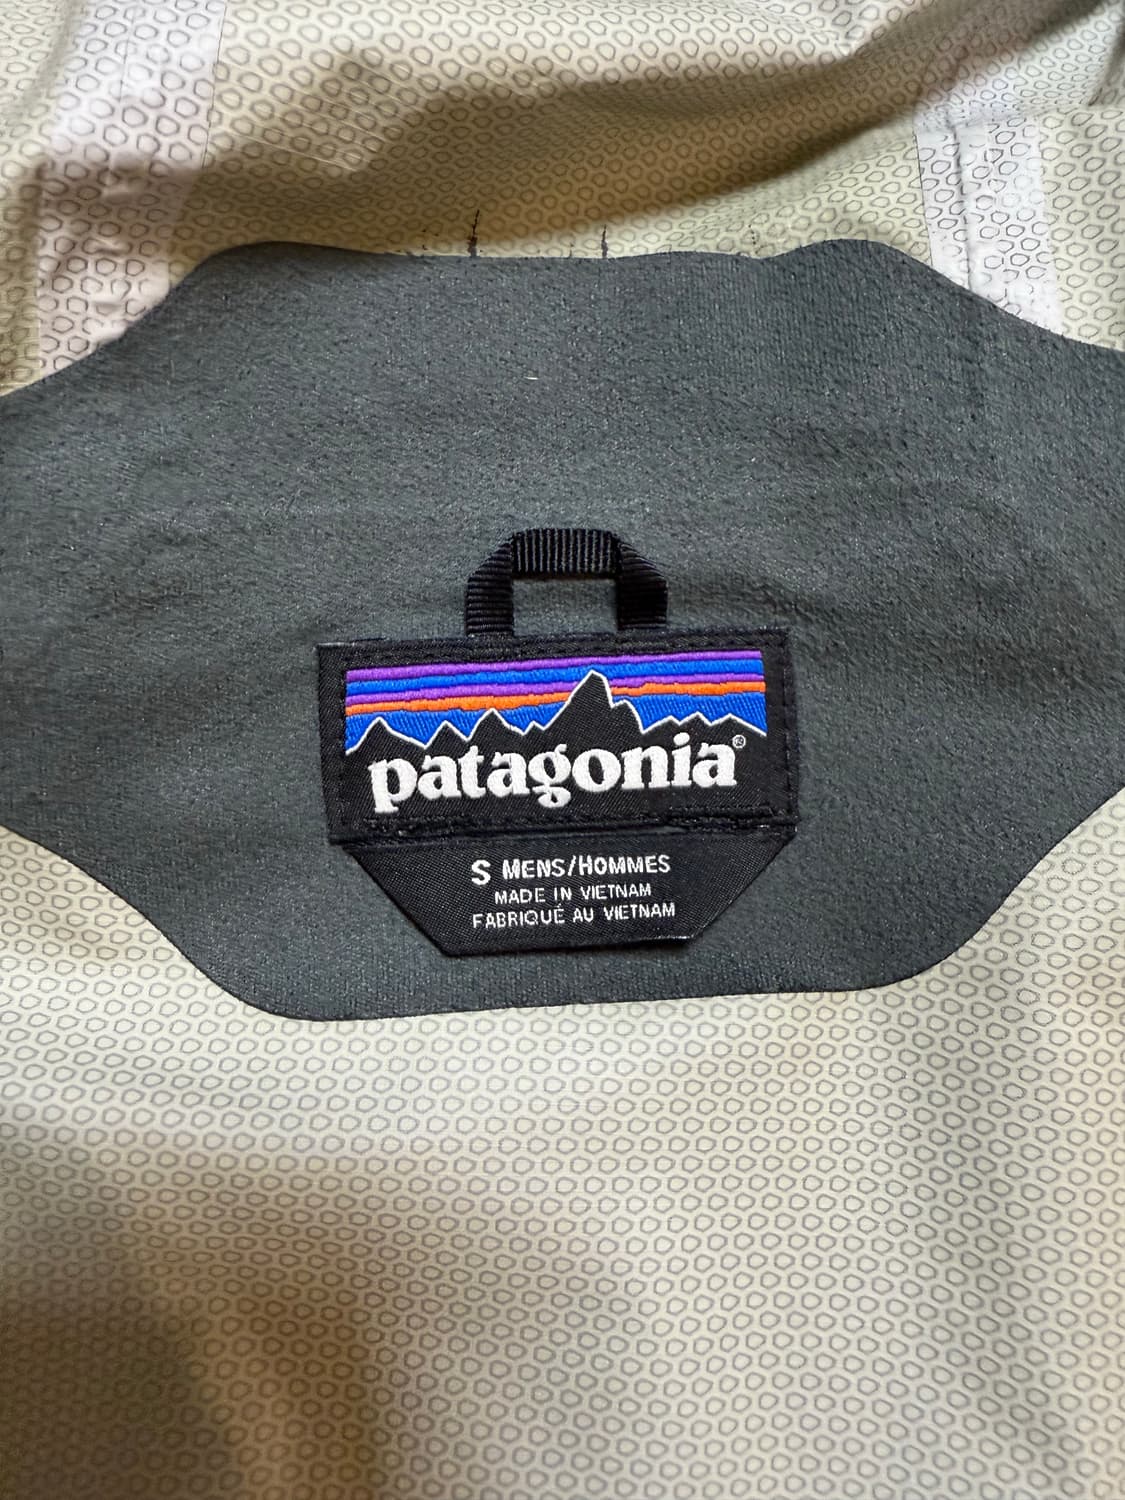 patagonia®
S MENS/HOMMES
MADE IN VIETNAM
FABRIQUÉ AU VIETNAM